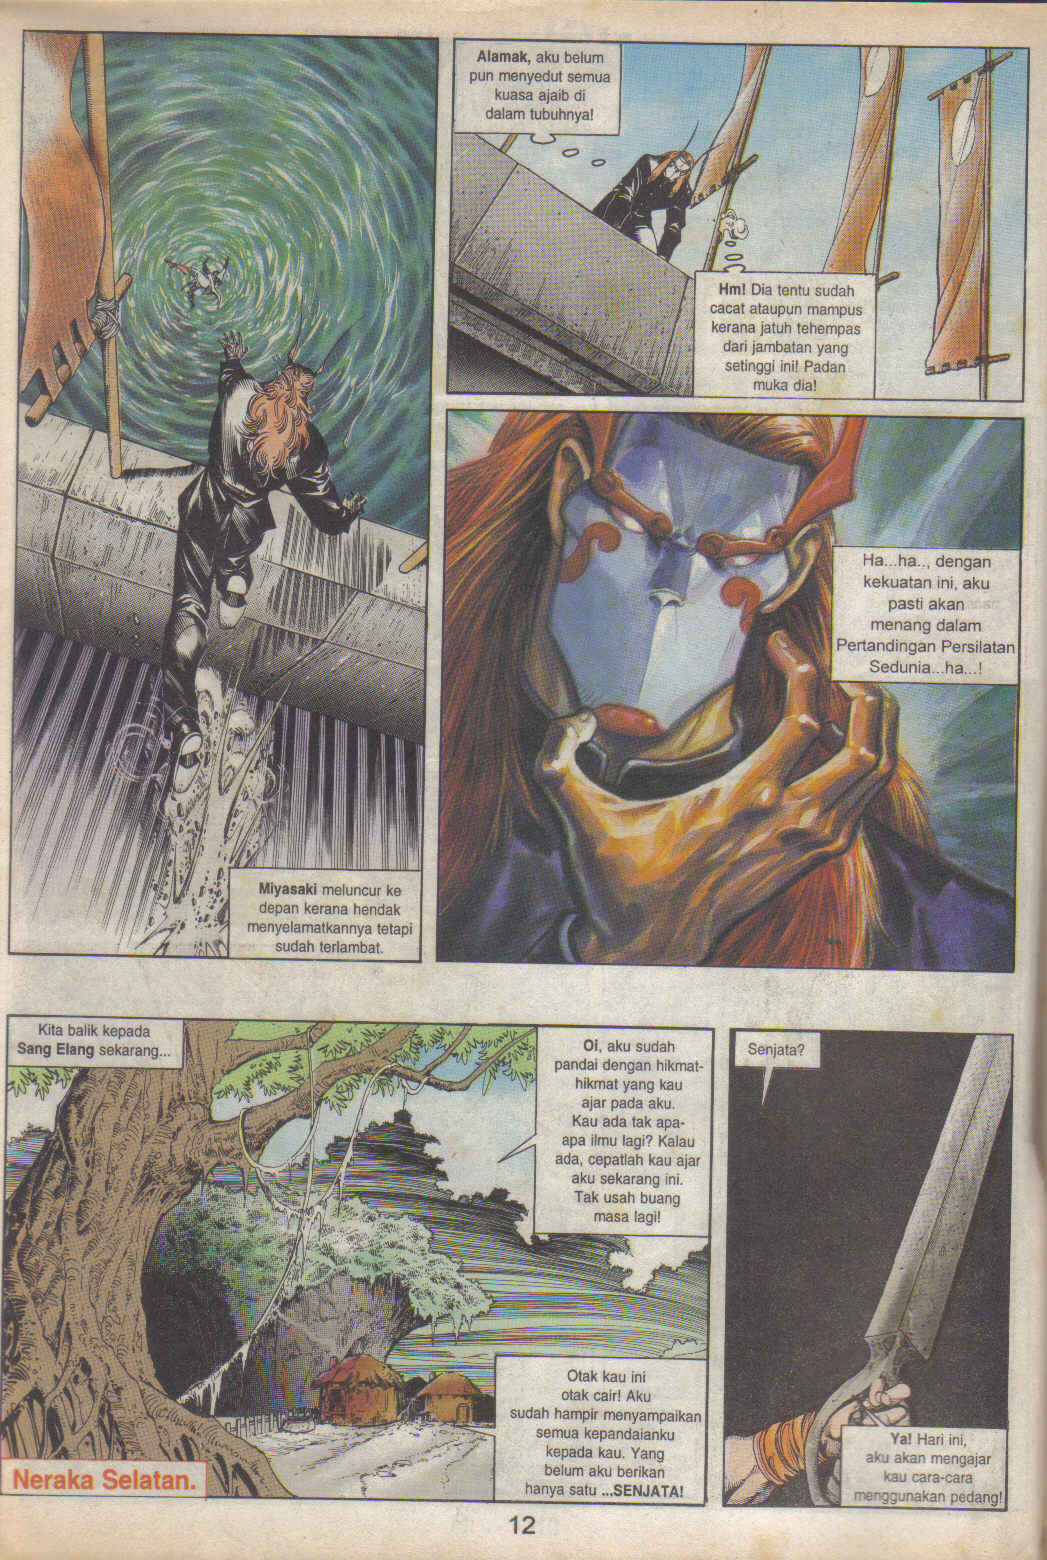 Alamak, aku belum
pun menyedut semua
kuasa ajaib di
dalam tubuhnya!
Hm! Dia tentu sudah
cacat ataupun mampus
kerana jatuh tehempas
dari jambatan yang
setinggi ini! Padan
muka dia!
Miyasaki meluncur ke
depan kerana hendak
menyelamatkannya tetapi
sudah terlambat.
Ha...ha.., dengan
kekuatan ini, aku
pasti akan
menang dalam
Pertandingan Persilatan
Sedunia...ha...!
Kita balik kepada
Sang Elang sekarang...
Oi, aku sudah
pandai dengan hikmat-
hikmat yang kau
ajar pada aku.
Kau ada tak apa-
apa ilmu lagi? Kalau
ada, cepatlah kau ajar
aku sekarang ini.
Tak usah buang
masa lagi!
Otak kau ini
otak cair! Aku
sudah hampir menyampaikan
semua kepandaianku
kepada kau. Yang
belum aku berikan
hanya satu ...SENJATA!
Neraka Selatan.
Senjata?
Ya! Hari ini,
aku akan mengajar
kau cara-cara
menggunakan pedang!
12